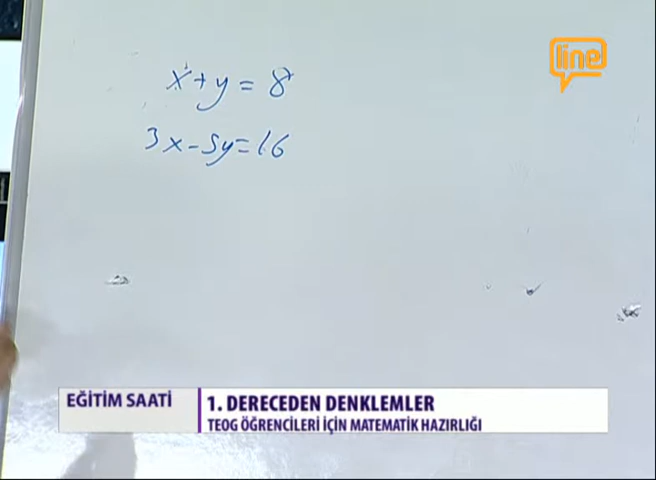 line
x+y=8
3x-5y=16
EĞİTİM SAATİ
1. DERECEDEN DENKLEMLER
TEOG ÖĞRENCİLERİ İÇİN MATEMATİK HAZIRLIĞI